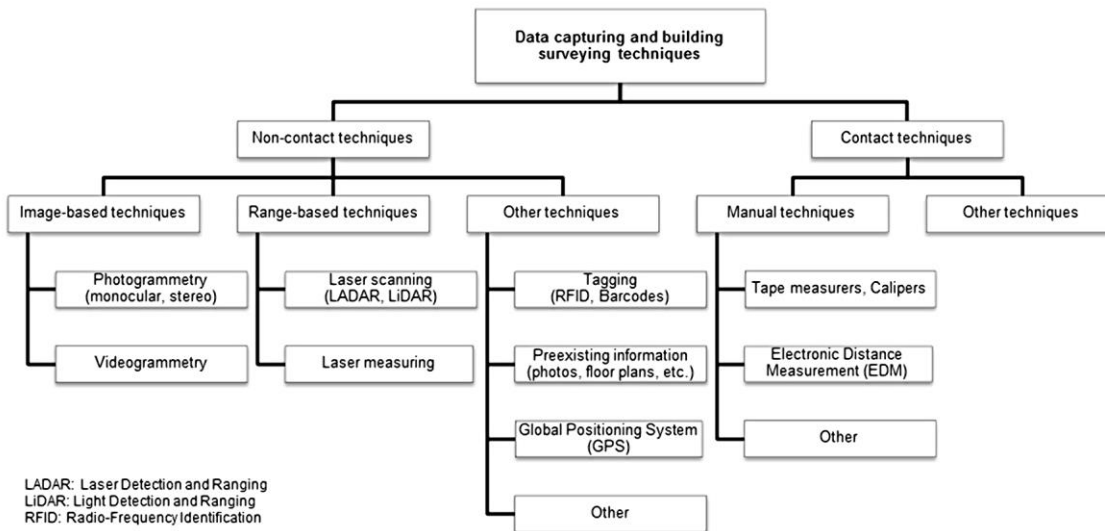 Data capturing and building
surveying techniques
Non-contact techniques
Contact techniques
Image-based techniques
Range-based techniques
Other techniques
Manual techniques
Other techniques
Photogrammetry
(monocular, stereo)
Laser scanning
(LADAR, LiDAR)
Tagging
(RFID, Barcodes)
Tape measurers, Calipers
Videogrammetry
Laser measuring
Preexisting information
(photos, floor plans, etc.)
Electronic Distance
Measurement (EDM)
Global Positioning System
(GPS)
Other
Other
LADAR: Laser Detection and Ranging
LiDAR: Light Detection and Ranging
RFID: Radio-Frequency Identification